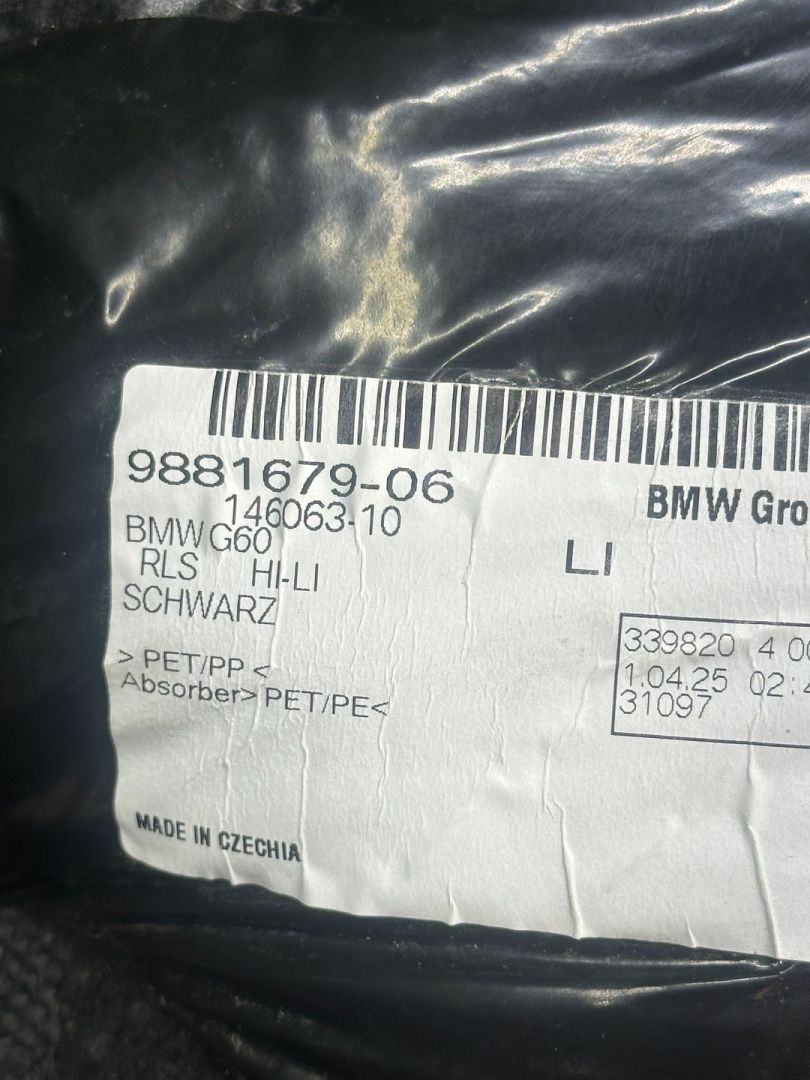 9881679-06
146063-10
BMW Gro
BMW G60
LI
RLS HI-LI
SCHWARZ
339820 4 00
1.04.25 02:4
31097
> PET/PP <
Absorber> PET/PE<
MADE IN CZECHIA